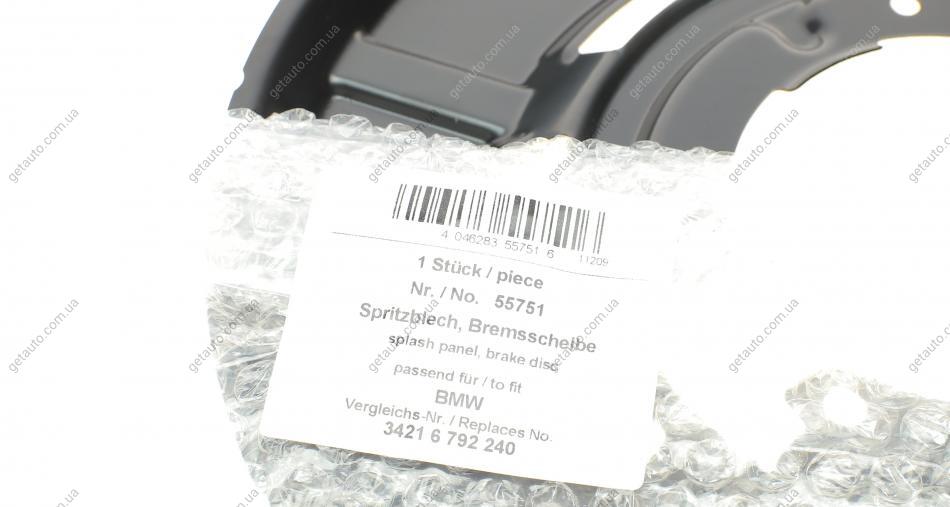 4 046283 55751 6 11209
1 Stück / piece
Nr. / No. 55751
Spritzblech, Bremsscheibe
splash panel, brake disc
passend für / to fit
BMW
Vergleichs-Nr. / Replaces No.
3421 6 792 240
getauto.com.ua